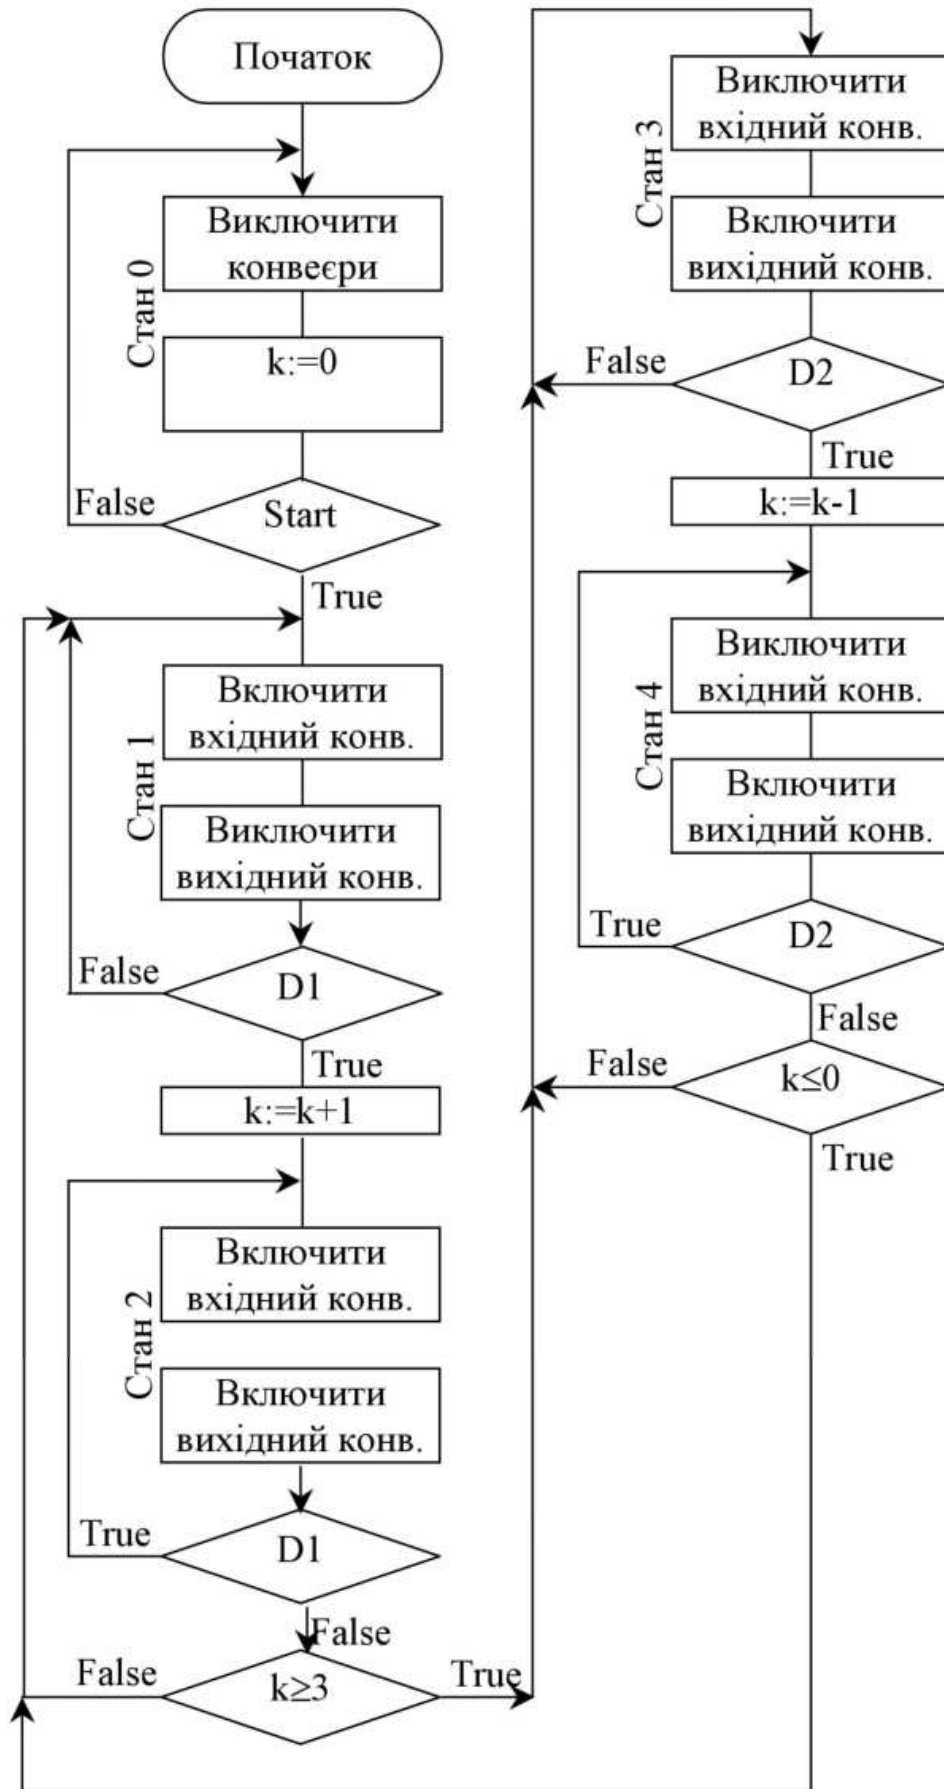 Початок
Стан 0
Виключити
конвеєри
k:=0
Start
False
True
Стан 1
Включити
вхідний конв.
Виключити
вихідний конв.
D1
False
True
k:=k+1
Стан 2
Включити
вхідний конв.
Включити
вихідний конв.
D1
True
False
k≥3
False
True
Стан 3
Виключити
вхідний конв.
Включити
вихідний конв.
D2
False
True
k:=k-1
Стан 4
Виключити
вхідний конв.
Включити
вихідний конв.
D2
True
False
k≤0
False
True